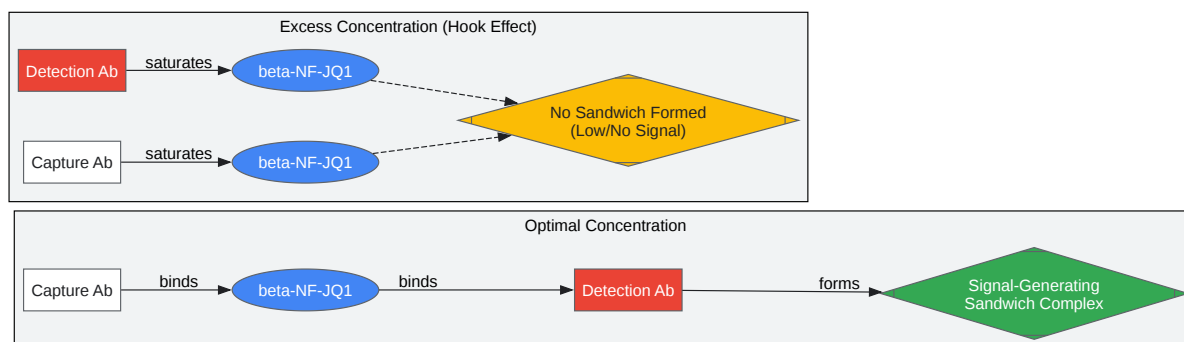 Excess Concentration (Hook Effect)
Detection Ab
saturates
beta-NF-JQ1
No Sandwich Formed
(Low/No Signal)
Capture Ab
saturates
beta-NF-JQ1
Optimal Concentration
Capture Ab
binds
beta-NF-JQ1
binds
Detection Ab
forms
Signal-Generating
Sandwich Complex